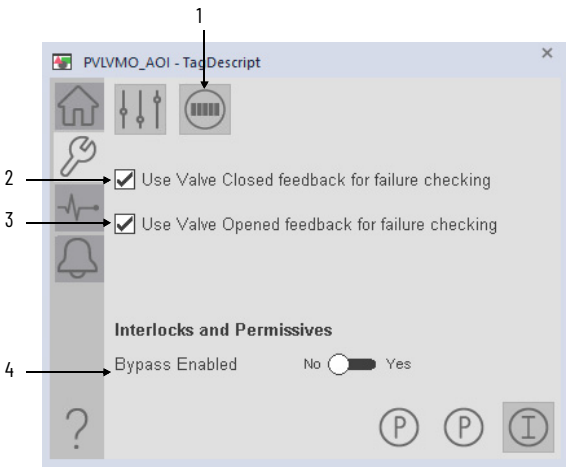 1
PVLVMO_AOI - TagDescript
2
Use Valve Closed feedback for failure checking
3
Use Valve Opened feedback for failure checking
Interlocks and Permissives
4
Bypass Enabled No Yes
? P P I